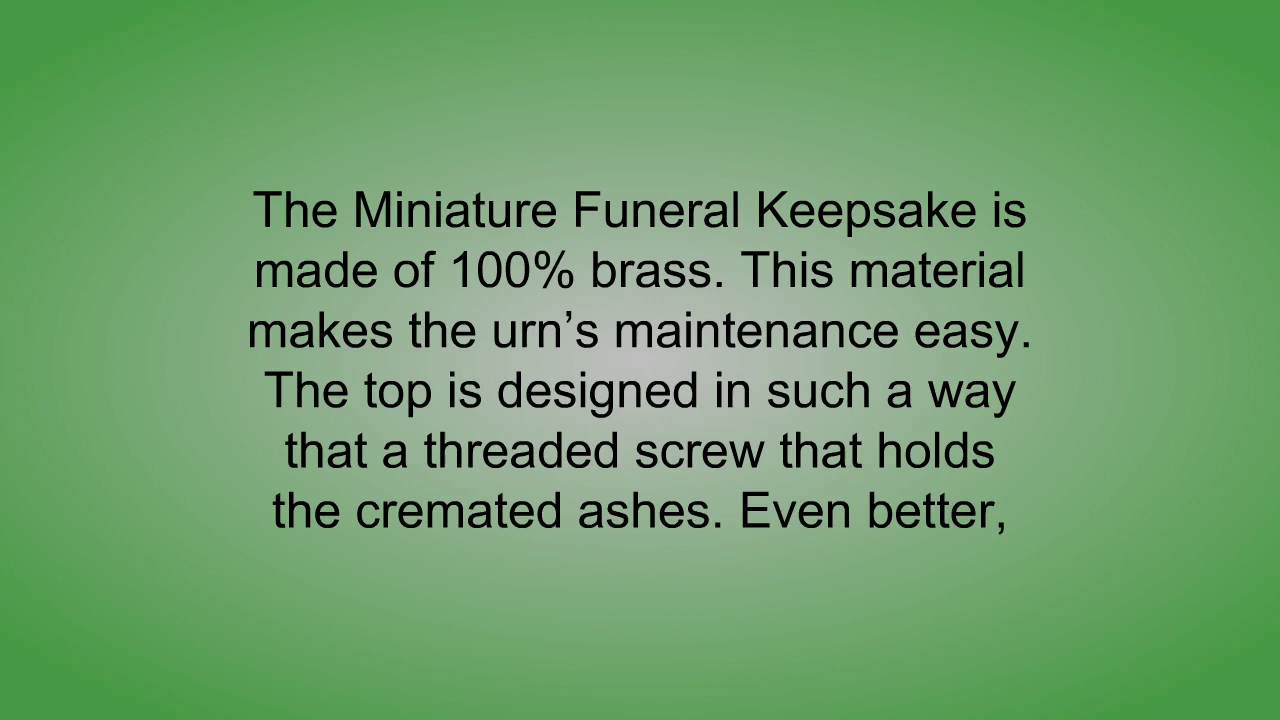 The Miniature Funeral Keepsake is
made of 100% brass. This material
makes the urn’s maintenance easy.
The top is designed in such a way
that a threaded screw that holds
the cremated ashes. Even better,